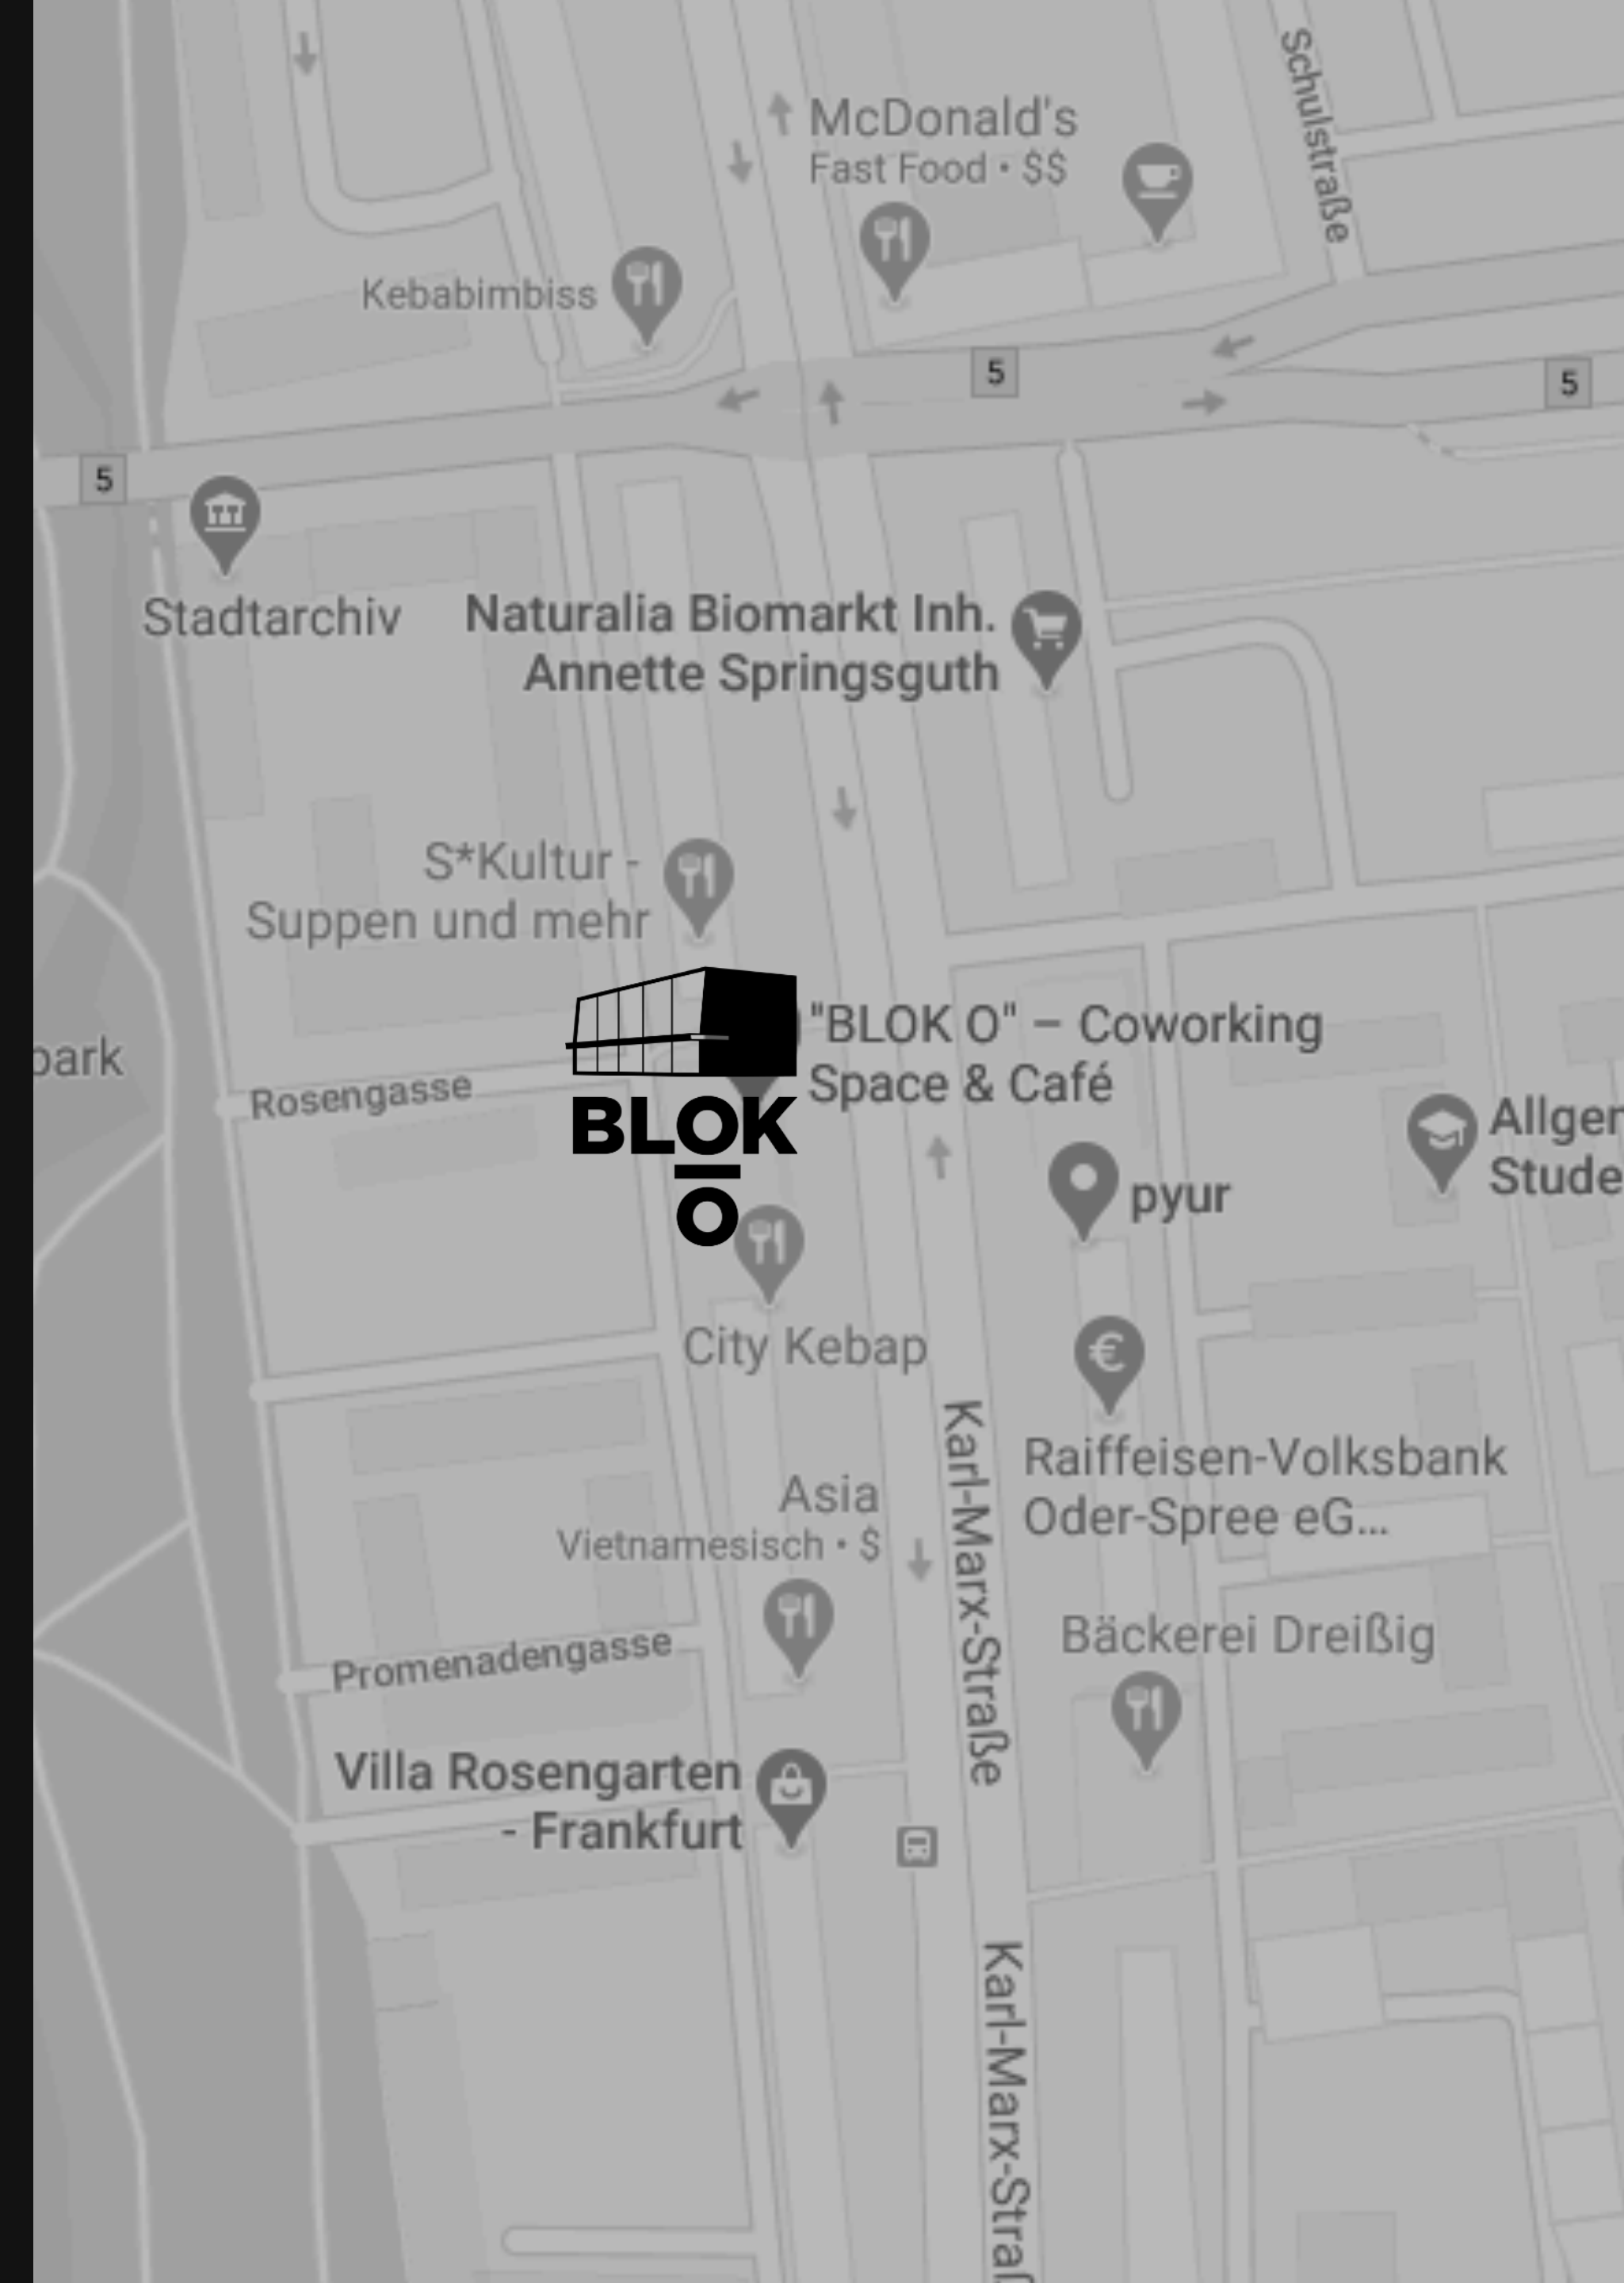 Schulstraße
McDonald's
Fast Food • $$
Kebabimbiss
5
5
5
Stadtarchiv
Naturalia Biomarkt Inh.
Annette Springsguth
S*Kultur -
Suppen und mehr
"BLOK O" – Coworking
Space & Café
park
Rosengasse
BLOK
O
Allger
Stude
pyur
City Kebap
Karl-Marx-Straße
Raiffeisen-Volksbank
Oder-Spree eG...
Asia
Vietnamesisch • $
Bäckerei Dreißig
Promenadengasse
Villa Rosengarten
- Frankfurt
Karl-Marx-Straß